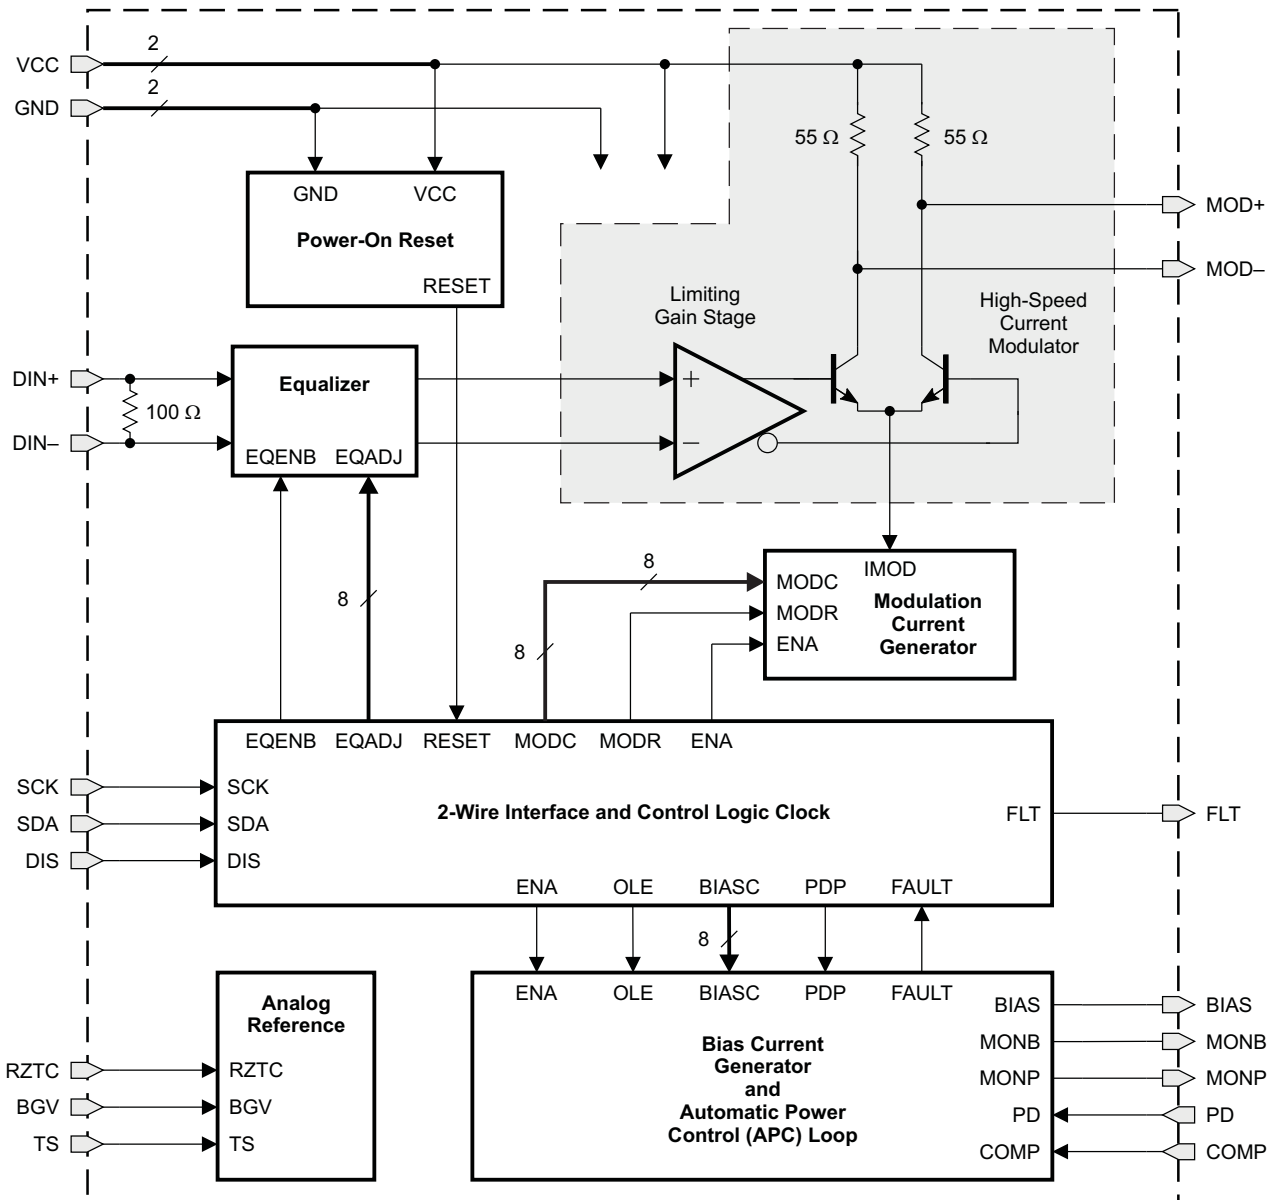 VCC
2
GND
2
55 Ω
55 Ω
GND
VCC
Power-On Reset
RESET
MOD+
MOD–
Limiting
Gain Stage
High-Speed
Current
Modulator
DIN+
DIN–
100 Ω
Equalizer
EQENB
EQADJ
+
–
8
8
8
IMOD
MODC
MODR
ENA
Modulation
Current
Generator
EQENB
EQADJ
RESET
MODC
MODR
ENA
SCK
SDA
DIS
SCK
SDA
DIS
2-Wire Interface and Control Logic Clock
FLT
FLT
ENA
OLE
BIASC
PDP
FAULT
8
ENA
OLE
BIASC
PDP
FAULT
Analog
Reference
RZTC
BGV
TS
RZTC
BGV
TS
Bias Current
Generator
and
Automatic Power
Control (APC) Loop
BIAS
MONB
MONP
PD
COMP
BIAS
MONB
MONP
PD
COMP